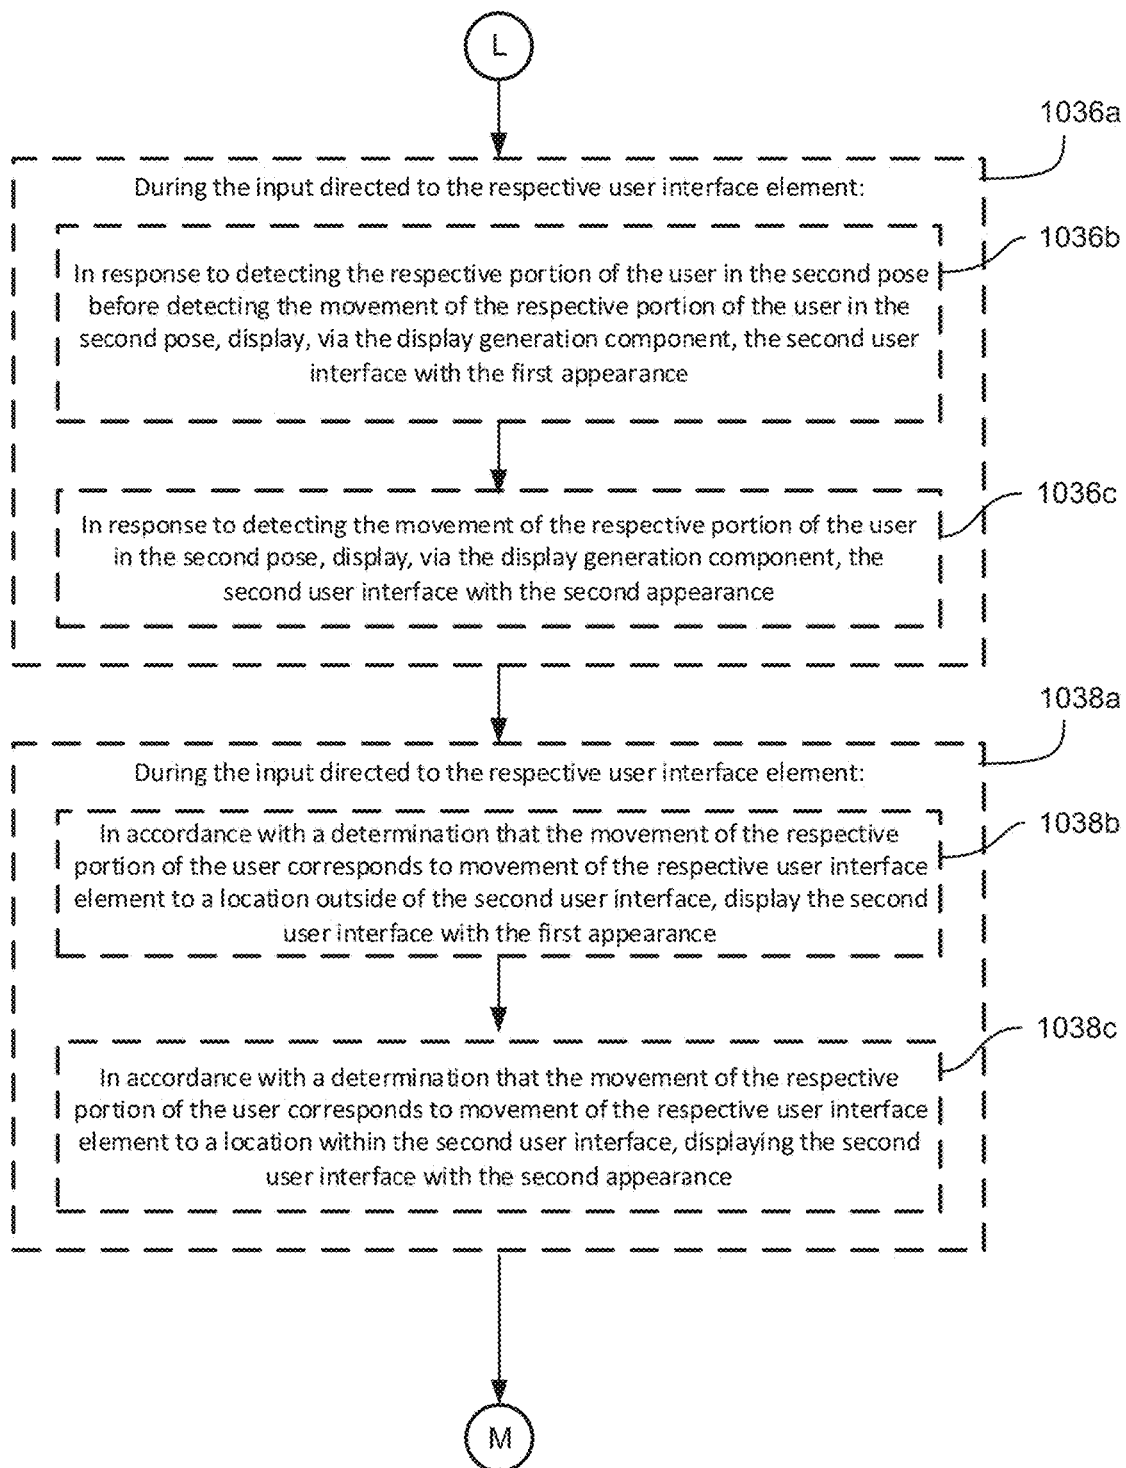 L
1036a
During the input directed to the respective user interface element:
1036b
In response to detecting the respective portion of the user in the second pose
before detecting the movement of the respective portion of the user in the
second pose, display, via the display generation component, the second user
interface with the first appearance
1036c
In response to detecting the movement of the respective portion of the user
in the second pose, display, via the display generation component, the
second user interface with the second appearance
1038a
During the input directed to the respective user interface element:
1038b
In accordance with a determination that the movement of the respective
portion of the user corresponds to movement of the respective user interface
element to a location outside of the second user interface, display the second
user interface with the first appearance
1038c
In accordance with a determination that the movement of the respective
portion of the user corresponds to movement of the respective user interface
element to a location within the second user interface, displaying the second
user interface with the second appearance
M